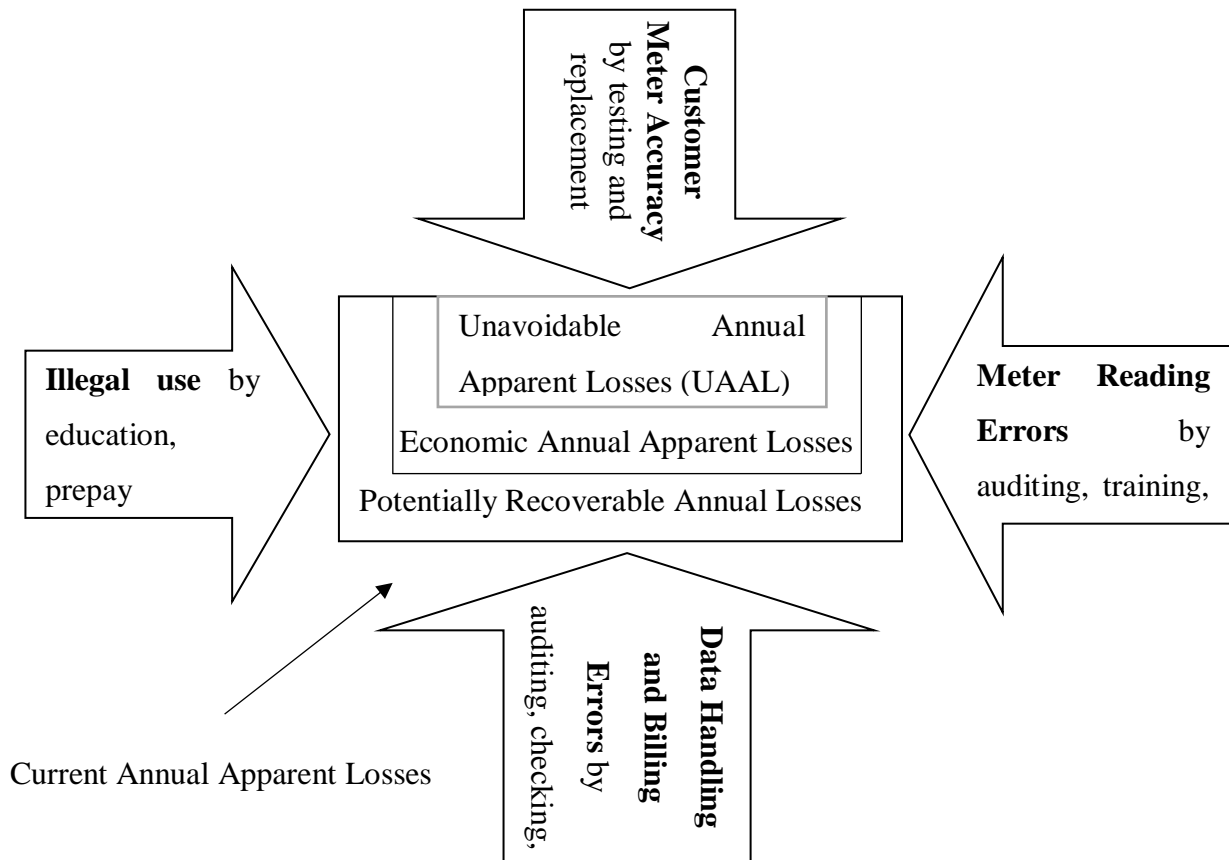 Customer
Meter Accuracy
by testing and
replacement
Illegal use by
education,
prepay
Unavoidable Annual
Apparent Losses (UAAL)
Economic Annual Apparent Losses
Potentially Recoverable Annual Losses
Meter Reading
Errors by
auditing, training,
Data Handling
and Billing
Errors by
auditing, checking,
Current Annual Apparent Losses